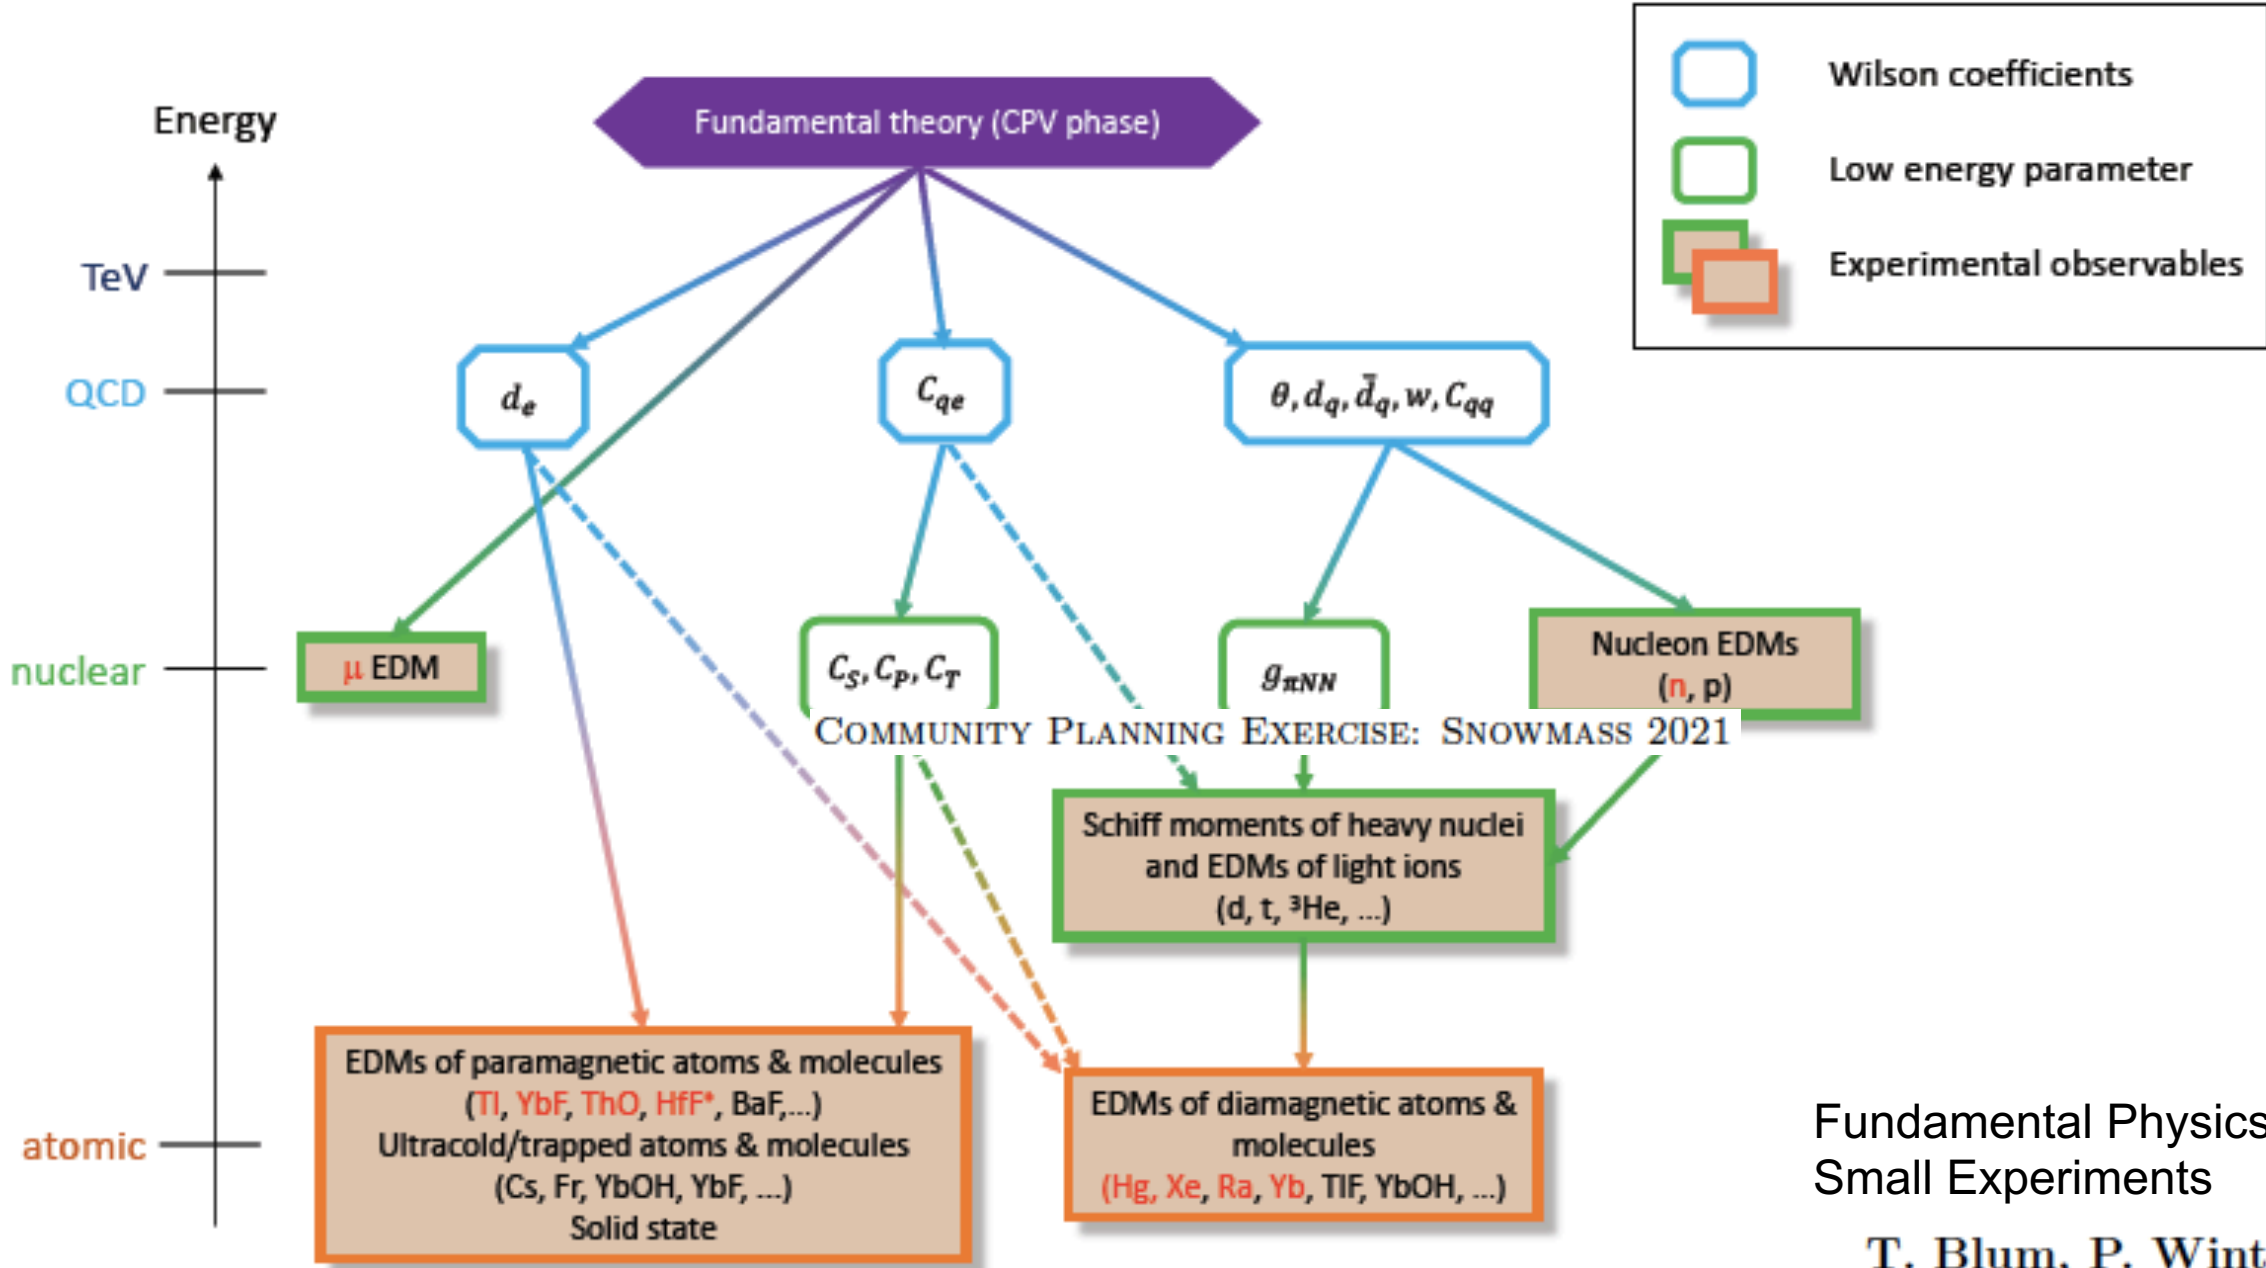 Energy
TeV
QCD
nuclear
atomic
Fundamental theory (CPV phase)
Wilson coefficients
Low energy parameter
Experimental observables
dₑ
C_qe
θ, d_q, d̄_q, w, C_qq
μ EDM
C_S, C_P, C_T
g_πNN
Nucleon EDMs
(n, p)
COMMUNITY PLANNING EXERCISE: SNOWMASS 2021
Schiff moments of heavy nuclei
and EDMs of light ions
(d, t, ³He, ...)
EDMs of paramagnetic atoms & molecules
(Tl, YbF, ThO, HfF⁺, BaF,...)
Ultracold/trapped atoms & molecules
(Cs, Fr, YbOH, YbF, ...)
Solid state
EDMs of diamagnetic atoms &
molecules
(Hg, Xe, Ra, Yb, TlF, YbOH, ...)
Fundamental Physics
Small Experiments
T. Blum, P. Wint